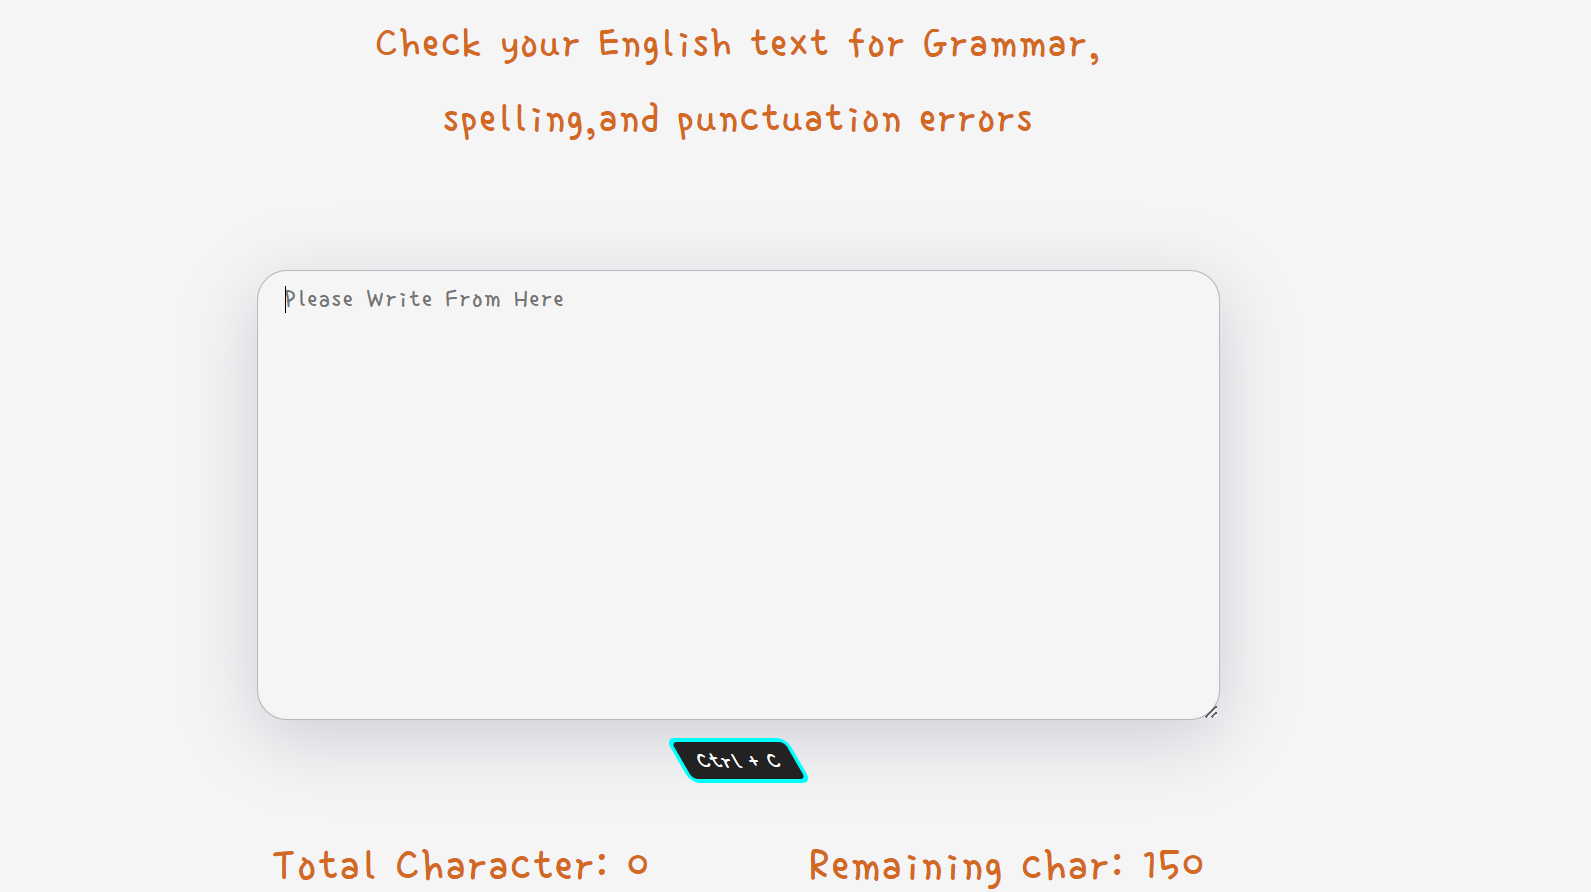 Check your English text for Grammar,
spelling,and punctuation errors
Please Write From Here
Ctrl + C
Total Character: 0
Remaining char: 150